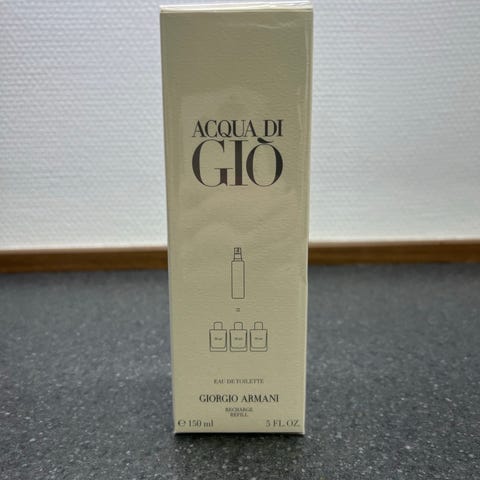 ACQUA DI
GIÒ
=
EAU DE TOILETTE
GIORGIO ARMANI
RECHARGE
REFILL
℮ 150 ml 5 FL. OZ.